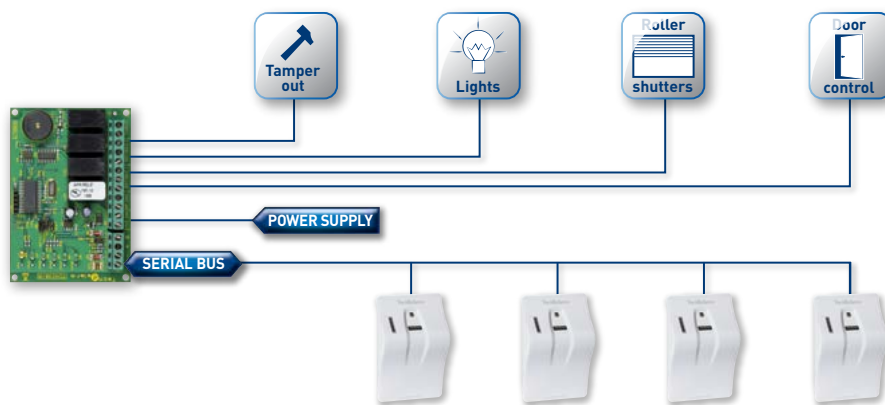 Tamper
out
Lights
Roller
shutters
Door
control
POWER SUPPLY
SERIAL BUS